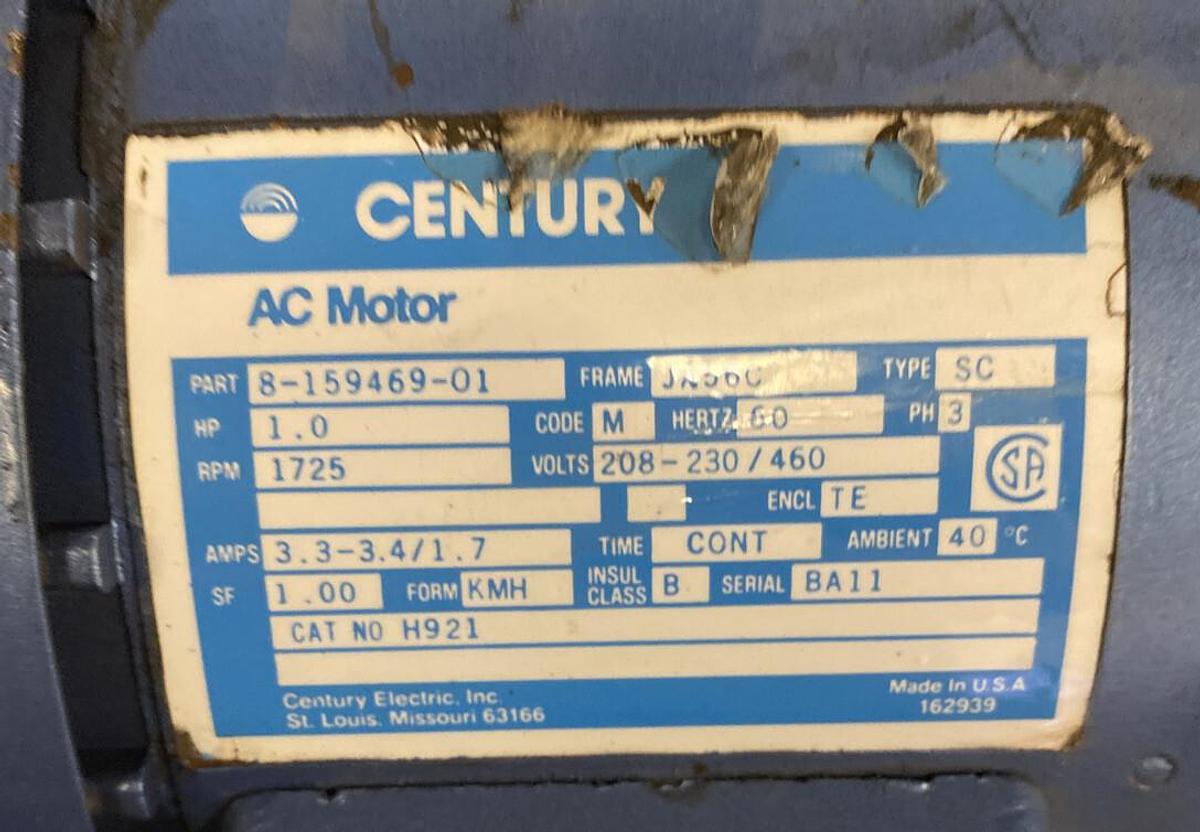 CENTURY
AC Motor
PART 8-159469-01 FRAME TYPE SC
HP 1.0 CODE M HERTZ 60 PH 3
RPM 1725 VOLTS 208-230/460
ENCL TE
AMPS 3.3-3.4/1.7 TIME CONT AMBIENT 40 °C
SF 1.00 FORM KMH INSUL CLASS B SERIAL BA11
CAT NO H921
SA
Century Electric, Inc
St. Louis, Missouri 63166
Made In U.S.A
162939